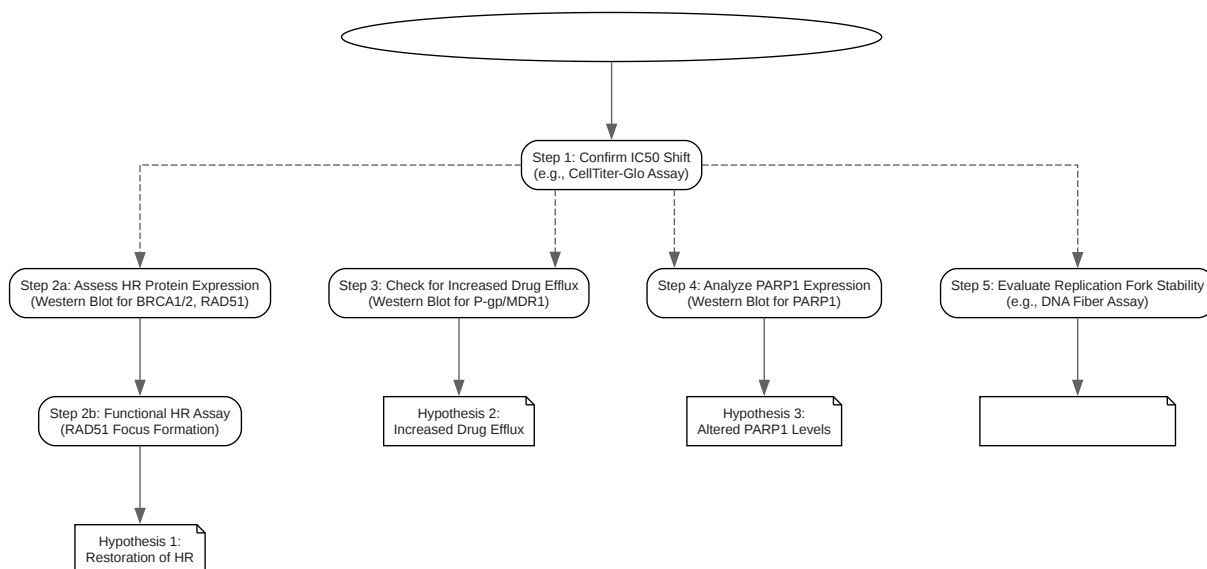 Step 1: Confirm IC50 Shift
(e.g., CellTiter-Glo Assay)
Step 2a: Assess HR Protein Expression
(Western Blot for BRCA1/2, RAD51)
Step 3: Check for Increased Drug Efflux
(Western Blot for P-gp/MDR1)
Step 4: Analyze PARP1 Expression
(Western Blot for PARP1)
Step 5: Evaluate Replication Fork Stability
(e.g., DNA Fiber Assay)
Step 2b: Functional HR Assay
(RAD51 Focus Formation)
Hypothesis 2:
Increased Drug Efflux
Hypothesis 3:
Altered PARP1 Levels
Hypothesis 1:
Restoration of HR